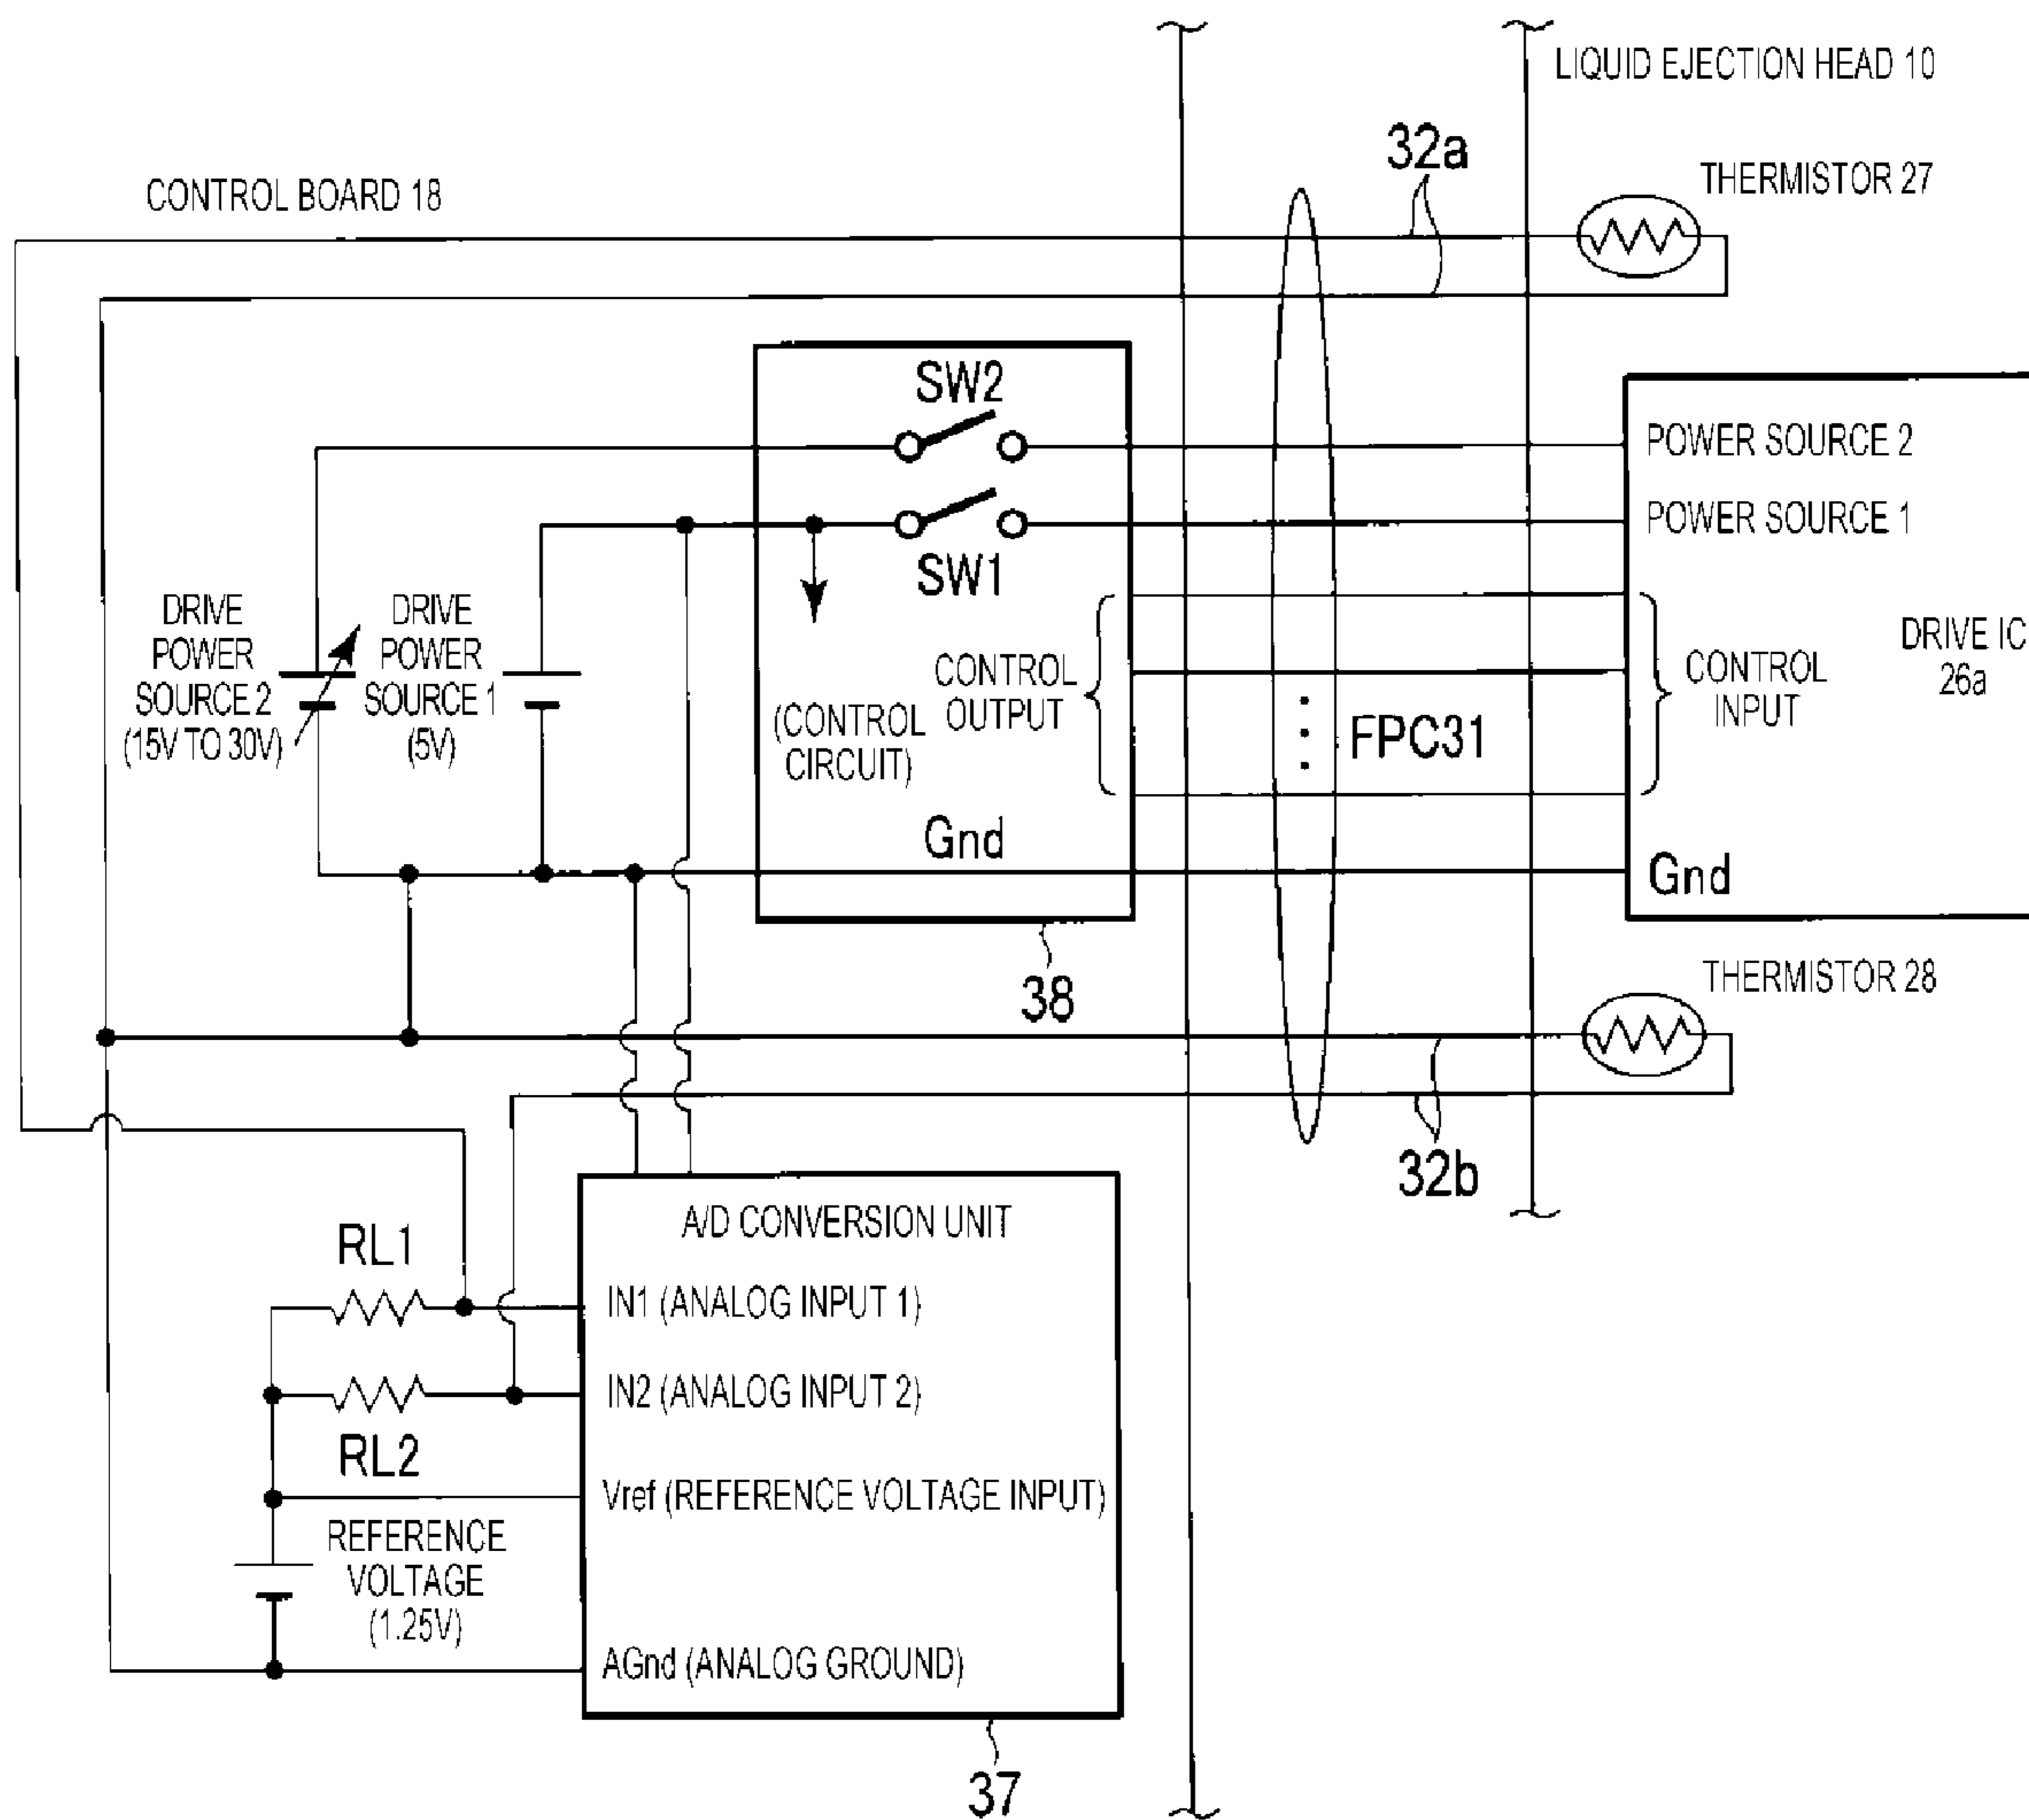 LIQUID EJECTION HEAD 10
32a
THERMISTOR 27
CONTROL BOARD 18
SW2
POWER SOURCE 2
POWER SOURCE 1
SW1
DRIVE
POWER
SOURCE 2
(15V TO 30V)
DRIVE
POWER
SOURCE 1
(5V)
(CONTROL
CIRCUIT)
CONTROL
OUTPUT
FPC31
CONTROL
INPUT
DRIVE IC
26a
Gnd
Gnd
38
THERMISTOR 28
32b
A/D CONVERSION UNIT
RL1
IN1 (ANALOG INPUT 1)
IN2 (ANALOG INPUT 2)
RL2
Vref (REFERENCE VOLTAGE INPUT)
REFERENCE
VOLTAGE
(1.25V)
AGnd (ANALOG GROUND)
37